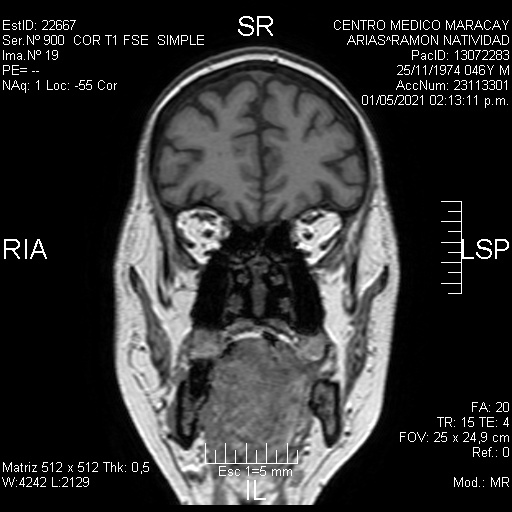 EstID: 22667
Ser.Nº 900 COR T1 FSE SIMPLE
Ima.Nº 19
PE= --
NAq: 1 Loc: -55 Cor
SR
CENTRO MEDICO MARACAY
ARIAS^RAMON NATIVIDAD
PacID: 13072283
25/11/1974 046Y M
AccNum: 23113301
01/05/2021 02:13:11 p.m.
RIA
LSP
Matriz 512 x 512 Thk: 0,5
W:4242 L:2129
Esc 1=5 mm
IL
FA: 20
TR: 15 TE: 4
FOV: 25 x 24,9 cm
Ref.: 0
Mod.: MR